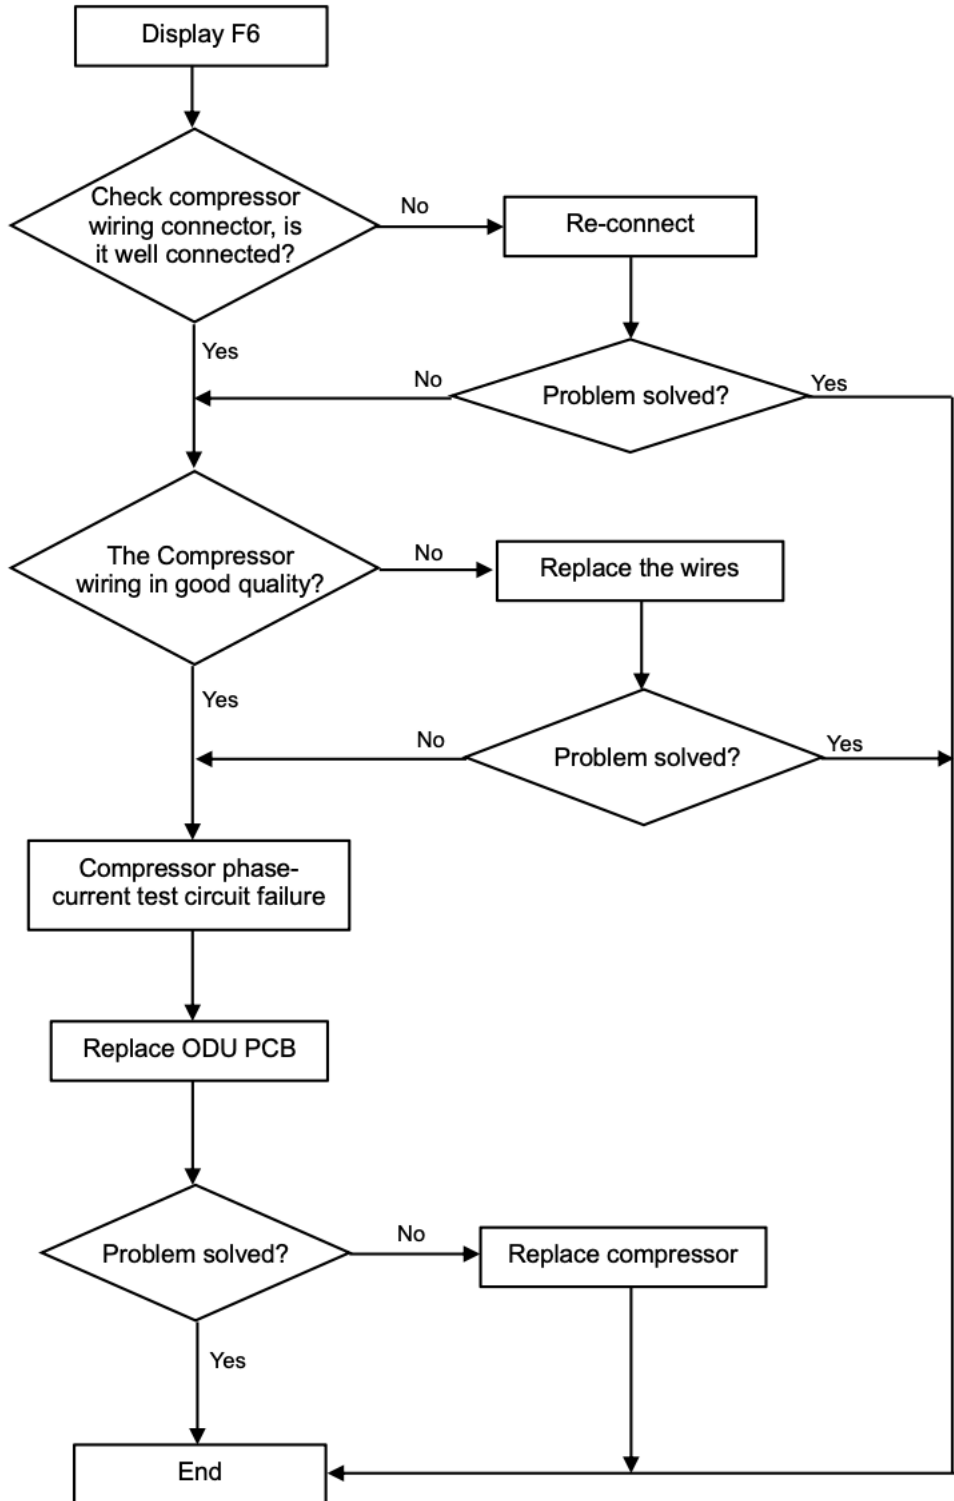 Display F6
Check compressor
wiring connector, is
it well connected?
No
Re-connect
Yes
No
Problem solved?
Yes
The Compressor
wiring in good quality?
No
Replace the wires
Yes
No
Problem solved?
Yes
Compressor phase-
current test circuit failure
Replace ODU PCB
Problem solved?
No
Replace compressor
Yes
End